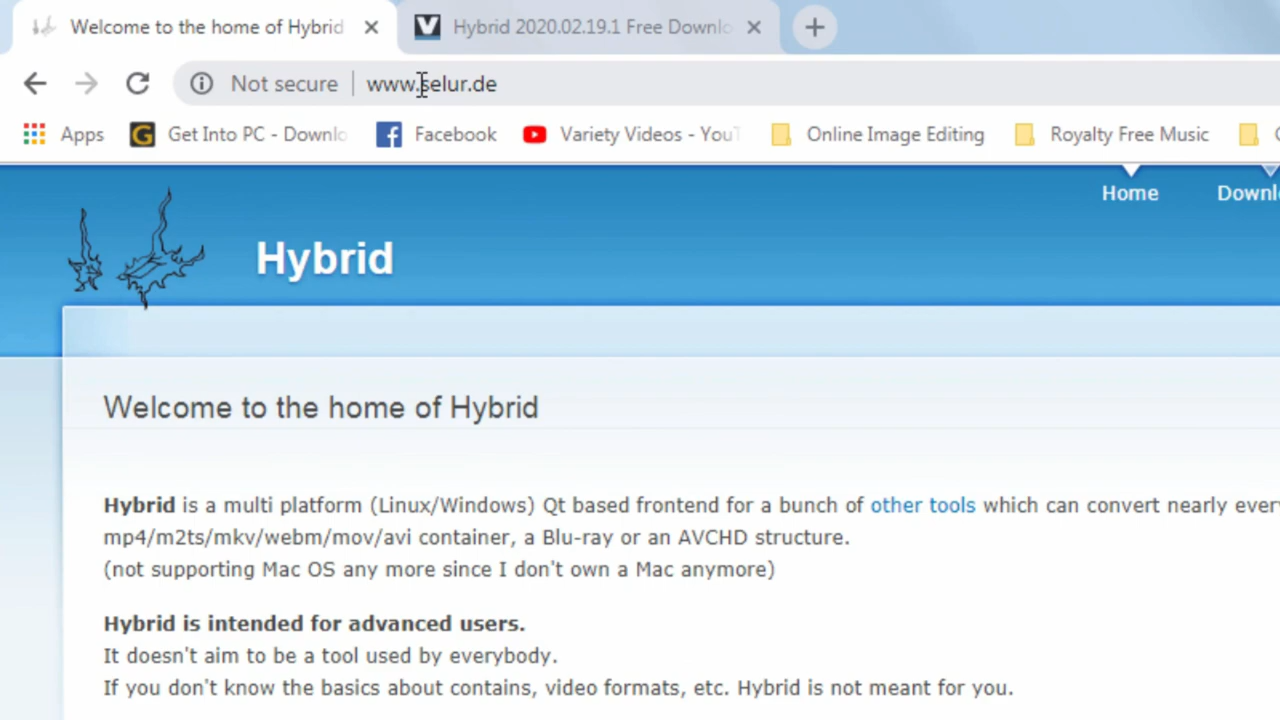 Welcome to the home of Hybrid
Hybrid 2020.02.19.1 Free Downlo
Not secure
www.selur.de
Apps
Get Into PC - Downlo
Facebook
Variety Videos - YouT
Online Image Editing
Royalty Free Music
Home
Downl
Hybrid
Welcome to the home of Hybrid
Hybrid is a multi platform (Linux/Windows) Qt based frontend for a bunch of other tools which can convert nearly ever
mp4/m2ts/mkv/webm/mov/avi container, a Blu-ray or an AVCHD structure.
(not supporting Mac OS any more since I don't own a Mac anymore)
Hybrid is intended for advanced users.
It doesn't aim to be a tool used by everybody.
If you don't know the basics about contains, video formats, etc. Hybrid is not meant for you.